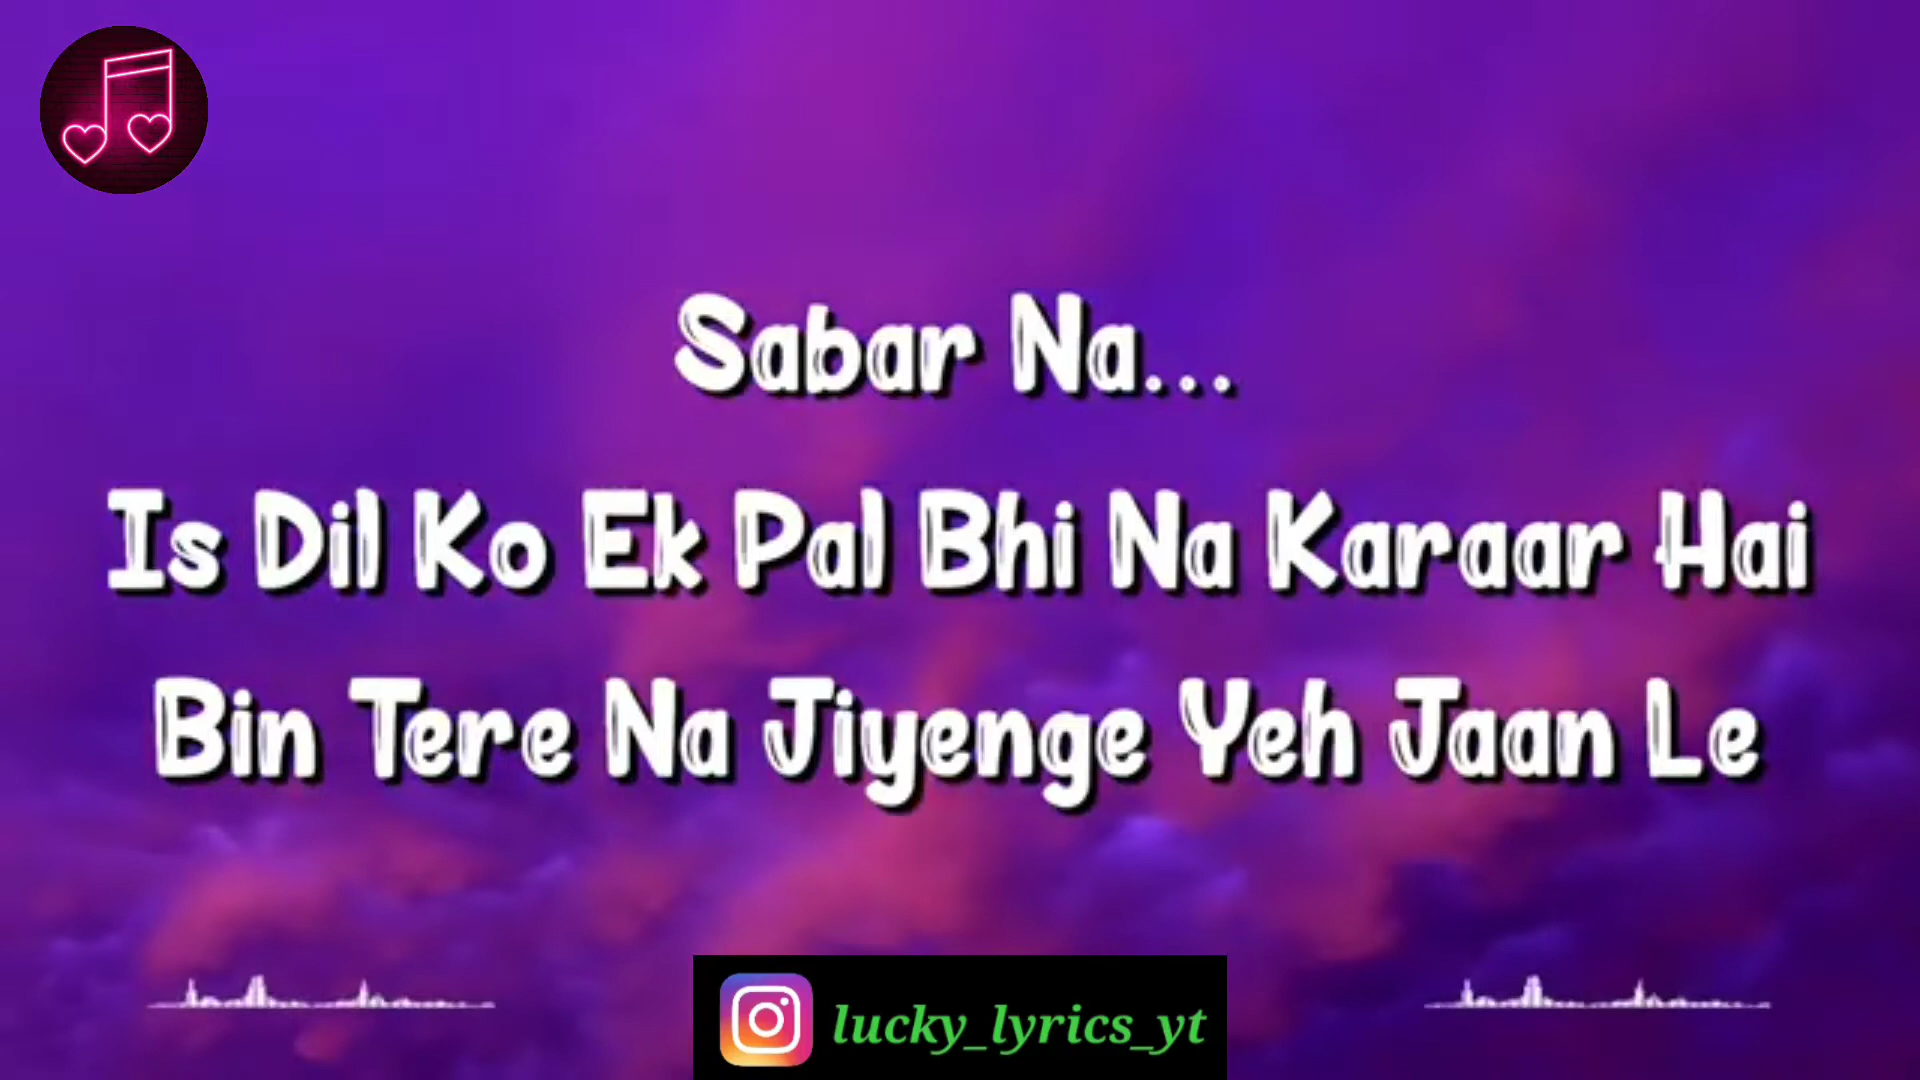 Sabar Na...
Is Dil Ko Ek Pal Bhi Na Karaar Hai
Bin Tere Na Jiyenge Yeh Jaan Le
lucky_lyrics_yt